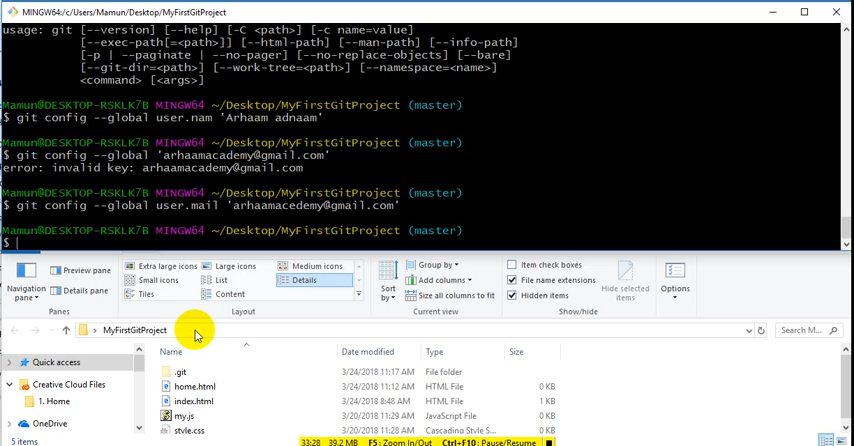 MINGW64:/c/Users/Mamun/Desktop/MyFirstGitProject
usage: git [--version] [--help] [-C <path>] [-c name=value]
[--exec-path[=<path>]] [--html-path] [--man-path] [--info-path]
[-p | --paginate | --no-pager] [--no-replace-objects] [--bare]
[--git-dir=<path>] [--work-tree=<path>] [--namespace=<name>]
<command> [<args>]
Mamun@DESKTOP-RSKLK7B MINGW64 ~/Desktop/MyFirstGitProject (master)
$ git config --global user.nam 'Arhaam adnaam'
Mamun@DESKTOP-RSKLK7B MINGW64 ~/Desktop/MyFirstGitProject (master)
$ git config --global 'arhaamacademy@gmail.com'
error: invalid key: arhaamacademy@gmail.com
Mamun@DESKTOP-RSKLK7B MINGW64 ~/Desktop/MyFirstGitProject (master)
$ git config --global user.mail 'arhaamacedemy@gmail.com'
Mamun@DESKTOP-RSKLK7B MINGW64 ~/Desktop/MyFirstGitProject (master)
$
Navigation pane
Preview pane
Details pane
Panes
Extra large icons Large icons Medium icons
Small icons List Details
Tiles Content
Layout
Sort by
Group by
Add columns
Size all columns to fit
Current view
Item check boxes
File name extensions
Hidden items
Hide selected items
Show/hide
Options
MyFirstGitProject
Search M...
Quick access
Creative Cloud Files
1. Home
OneDrive
Name Date modified Type Size
.git 3/24/2018 11:17 AM File folder
home.html 3/24/2018 11:12 AM HTML File 0 KB
index.html 3/24/2018 8:48 AM HTML File 1 KB
my.js 3/20/2018 11:29 AM JavaScript File 0 KB
style.css 3/20/2018 11:28 AM Cascading Style S... 0 KB
33:28 39.2 MB F5: Zoom In/Out Ctrl+F10: Pause/Resume